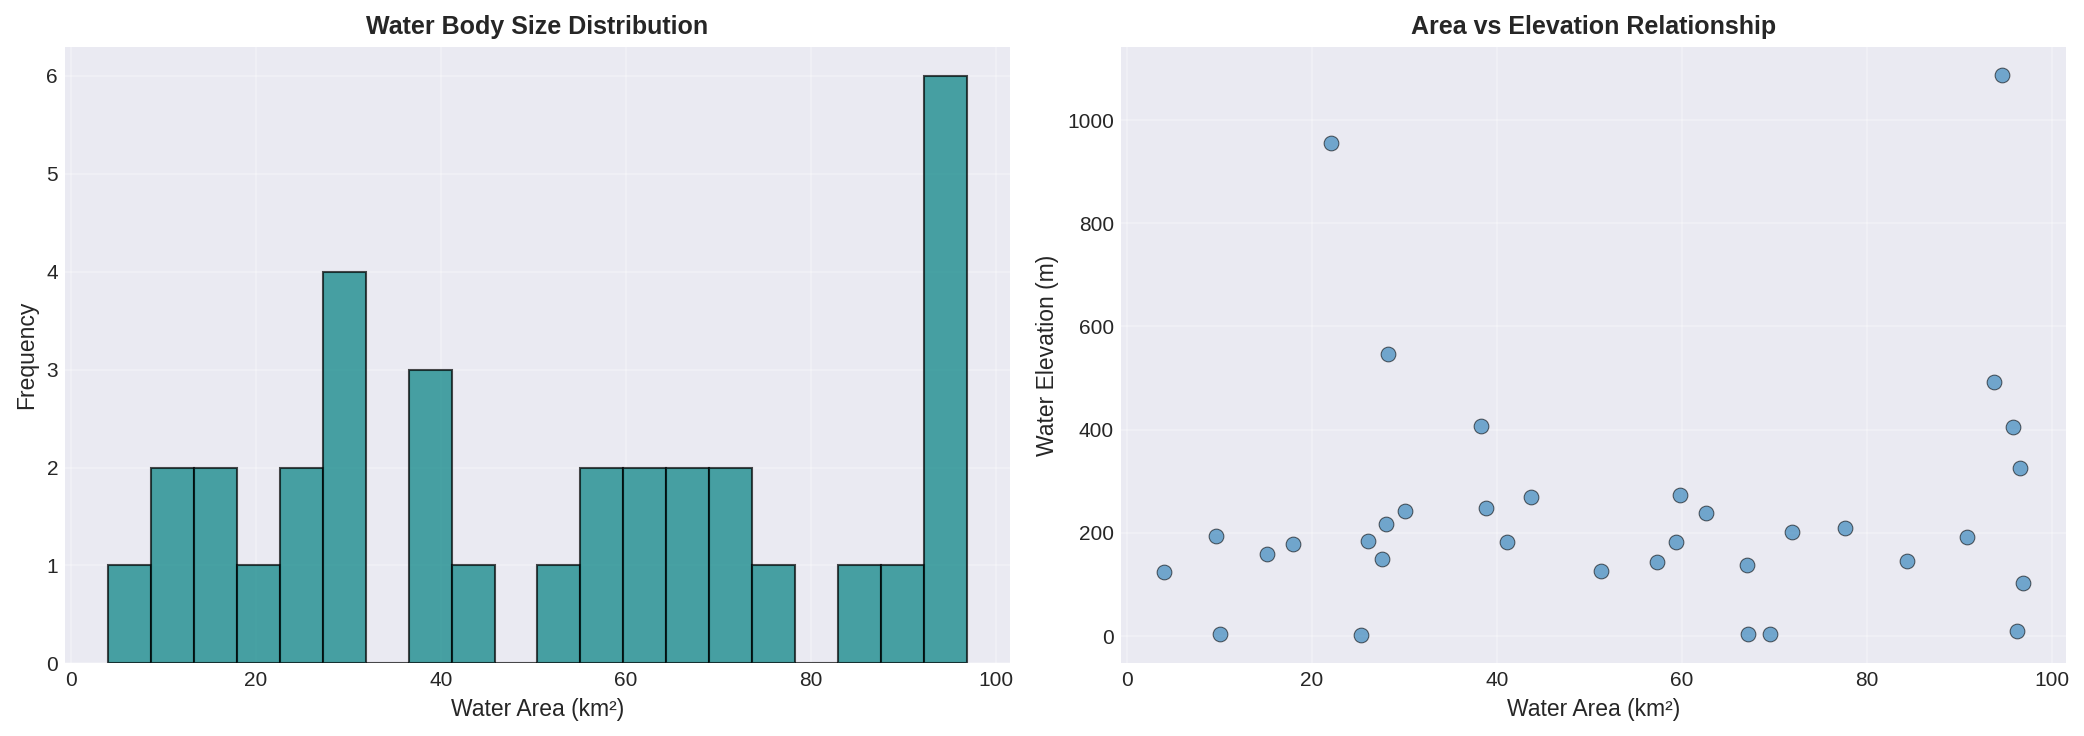 Water Body Size Distribution
6
5
4
3
2
1
0
Frequency
0 20 40 60 80 100
Water Area (km²)
Area vs Elevation Relationship
1000
800
600
400
200
0
Water Elevation (m)
0 20 40 60 80 100
Water Area (km²)